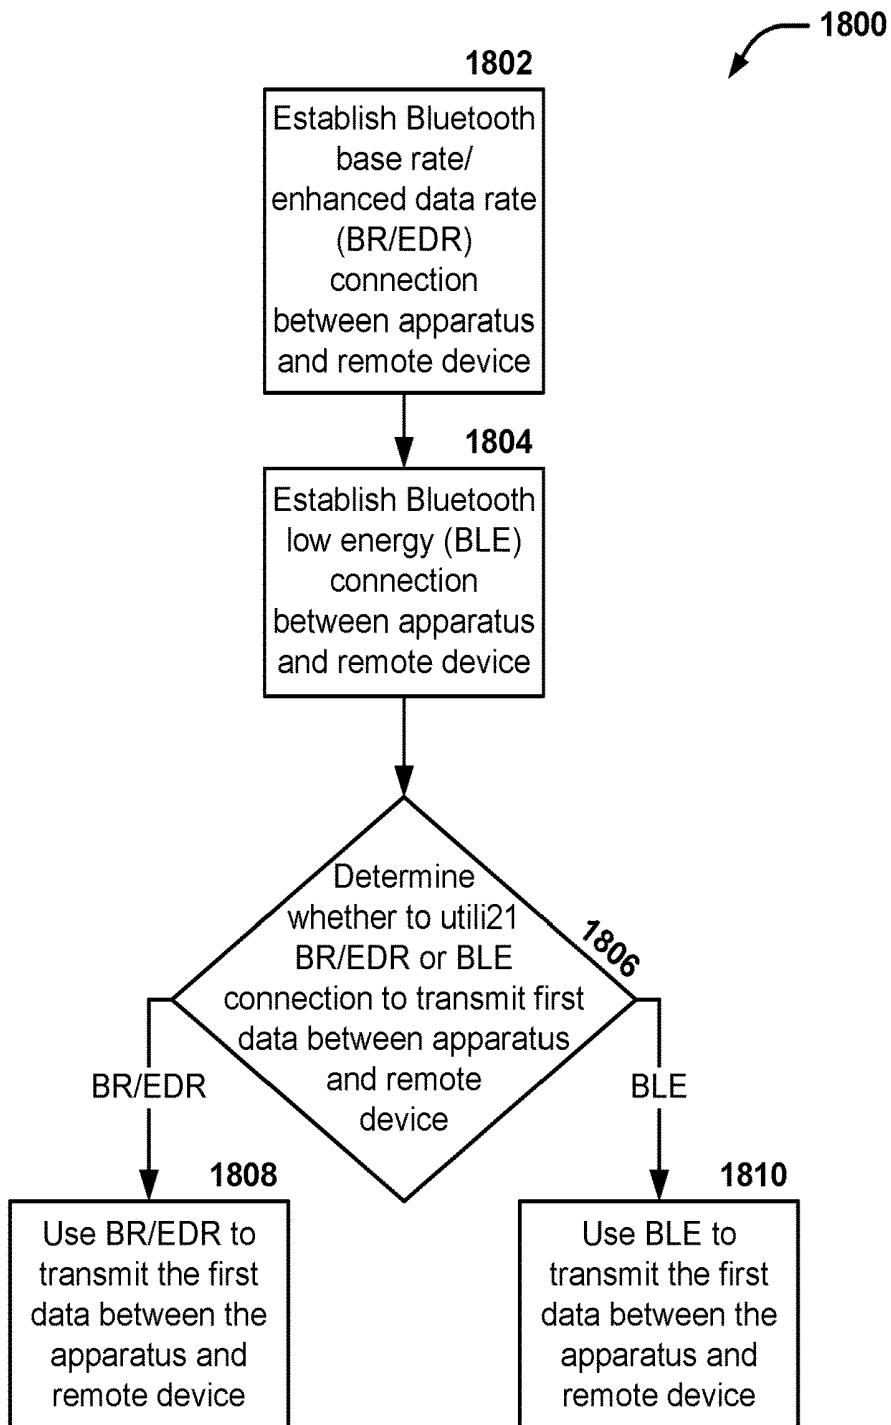 1800
1802
Establish Bluetooth
base rate/
enhanced data rate
(BR/EDR)
connection
between apparatus
and remote device
1804
Establish Bluetooth
low energy (BLE)
connection
between apparatus
and remote device
Determine
whether to utili21
BR/EDR or BLE
connection to transmit first
data between apparatus
and remote
device
1806
BR/EDR
BLE
1808
Use BR/EDR to
transmit the first
data between the
apparatus and
remote device
1810
Use BLE to
transmit the first
data between the
apparatus and
remote device